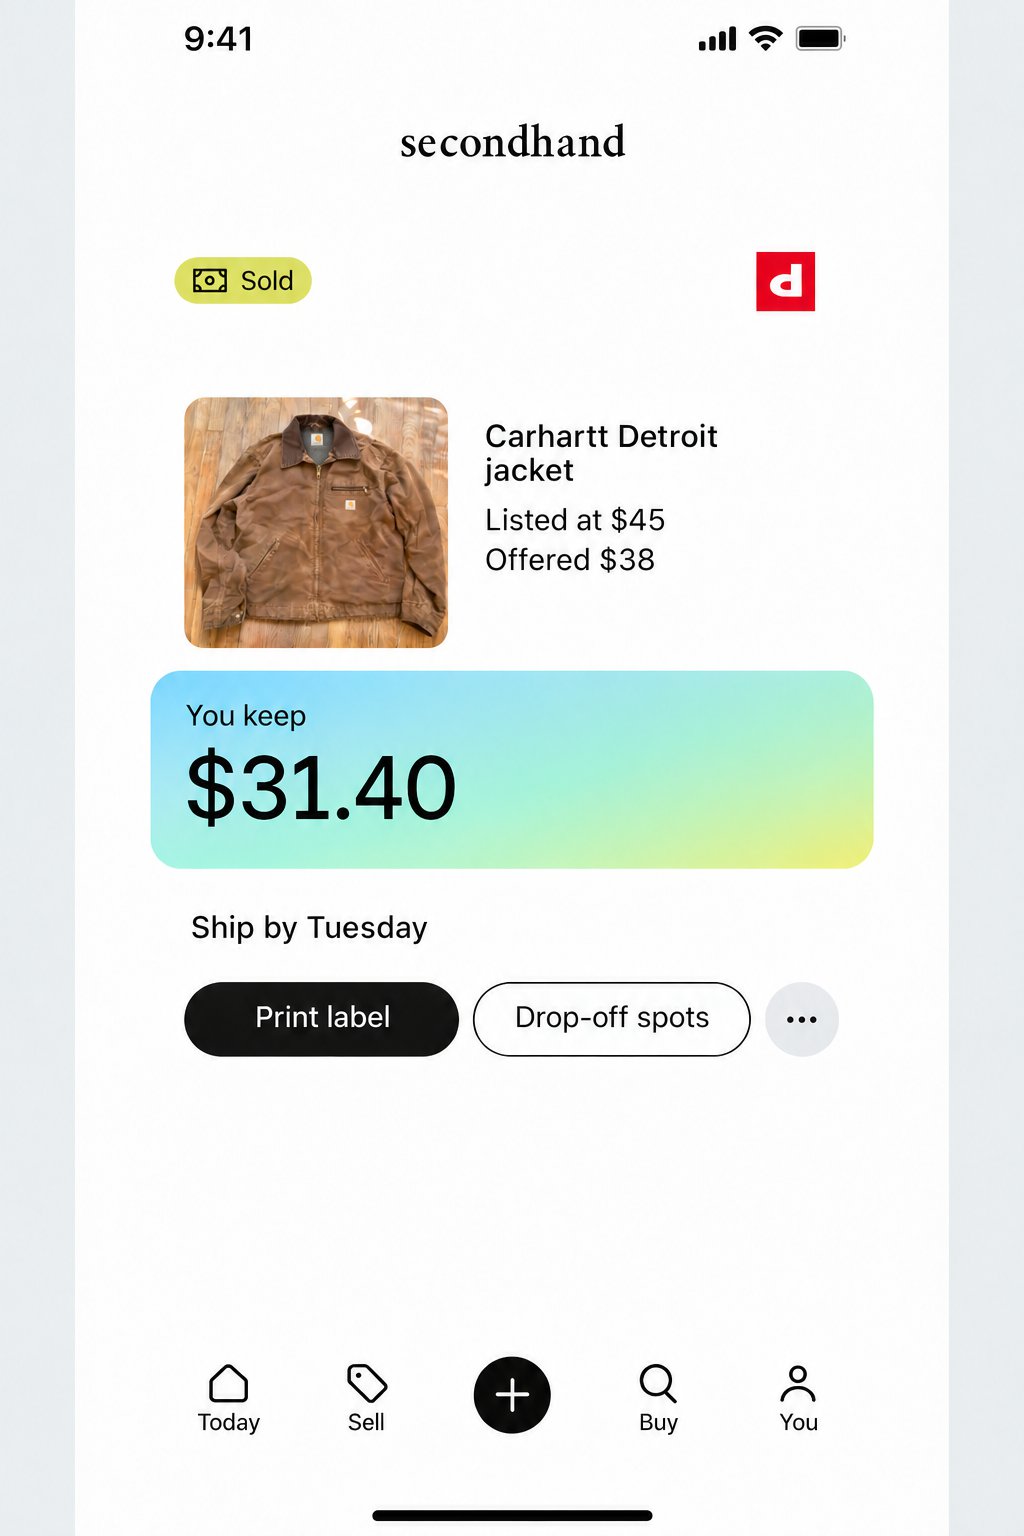 9:41
secondhand
Sold
d
Carhartt Detroit
jacket
Listed at $45
Offered $38
You keep
$31.40
Ship by Tuesday
Print label
Drop-off spots
Today
Sell
Buy
You